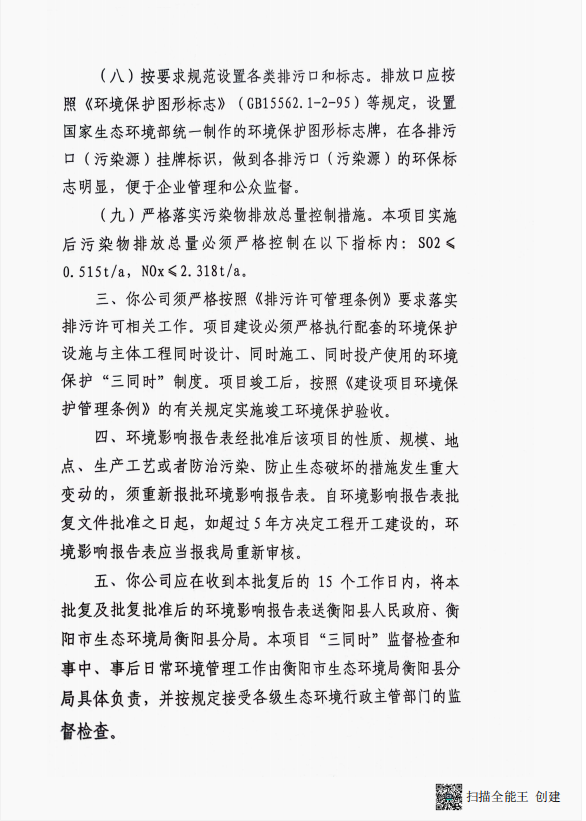 （八）按要求规范设置各类排污口和标志。排放口应按
照《环境保护图形标志》（GB15562.1-2-95）等规定，设置
国家生态环境部统一制作的环境保护图形标志牌，在各排污
口（污染源）挂牌标识，做到各排污口（污染源）的环保标
志明显，便于企业管理和公众监督。
（九）严格落实污染物排放总量控制措施。本项目实施
后污染物排放总量必须严格控制在以下指标内：SO2≤
0.515t/a，NOx≤2.318t/a。
三、你公司须严格按照《排污许可管理条例》要求落实
排污许可相关工作。项目建设必须严格执行配套的环境保护
设施与主体工程同时设计、同时施工、同时投产使用的环境
保护“三同时”制度。项目竣工后，按照《建设项目环境保
护管理条例》的有关规定实施竣工环境保护验收。
四、环境影响报告表经批准后该项目的性质、规模、地
点、生产工艺或者防治污染、防止生态破坏的措施发生重大
变动的，须重新报批环境影响报告表。自环境影响报告表批
复文件批准之日起，如超过5年方决定工程开工建设的，环
境影响报告表应当报我局重新审核。
五、你公司应在收到本批复后的 15 个工作日内，将本
批复及批复批准后的环境影响报告表送衡阳县人民政府、衡
阳市生态环境局衡阳县分局。本项目“三同时”监督检查和
事中、事后日常环境管理工作由衡阳市生态环境局衡阳县分
局具体负责，并按规定接受各级生态环境行政主管部门的监
督检查。
扫描全能王 创建